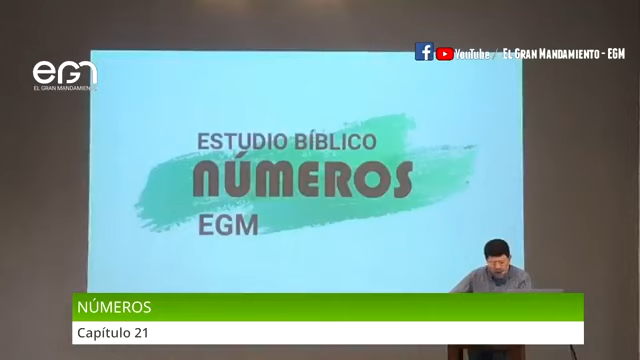 YouTube / EL GRAN MANDAMIENTO - EGM
EGM
EL GRAN MANDAMIENTO
ESTUDIO BÍBLICO
NÚMEROS
EGM
NÚMEROS
Capítulo 21